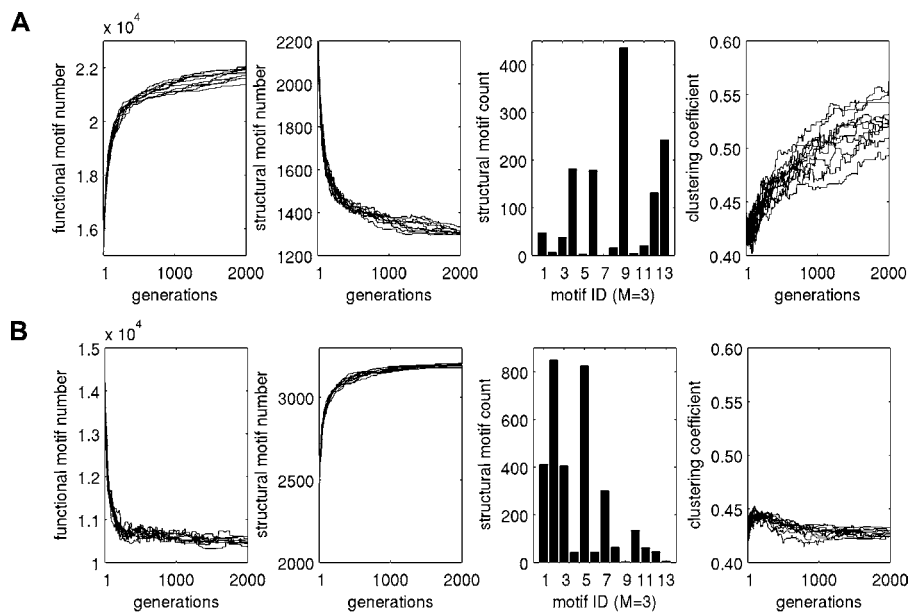 A
x 10^4
functional motif number
2.2
2
1.8
1.6
1
1000
2000
generations
structural motif number
2200
2000
1800
1600
1400
1200
1
1000
2000
generations
structural motif count
400
300
200
100
0
1 3 5 7 9 11 13
motif ID (M=3)
clustering coefficient
0.60
0.55
0.50
0.45
0.40
1
1000
2000
generations
B
x 10^4
functional motif number
1.5
1.4
1.3
1.2
1.1
1
1
1000
2000
generations
structural motif number
3000
2500
2000
1
1000
2000
generations
structural motif count
800
600
400
200
0
1 3 5 7 9 11 13
motif ID (M=3)
clustering coefficient
0.60
0.55
0.50
0.45
0.40
1
1000
2000
generations